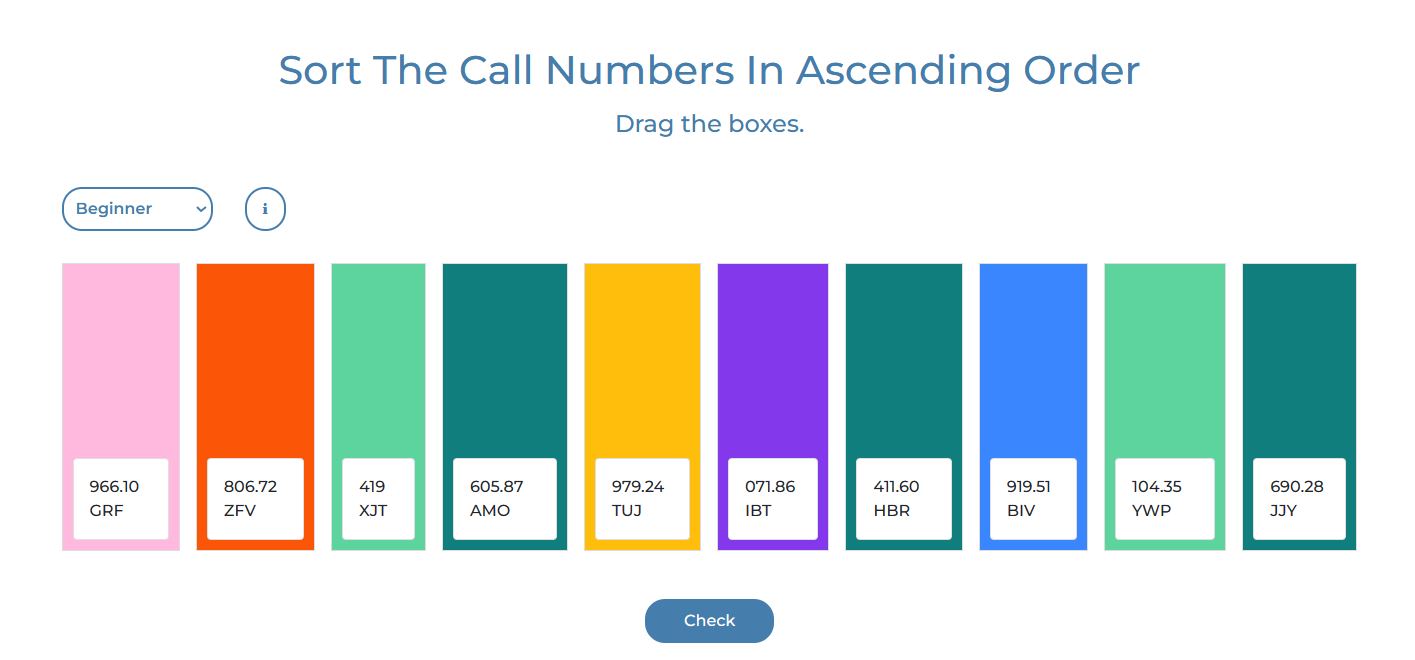 Sort The Call Numbers In Ascending Order
Drag the boxes.
Beginner
i
966.10
GRF
806.72
ZFV
419
XJT
605.87
AMO
979.24
TUJ
071.86
IBT
411.60
HBR
919.51
BIV
104.35
YWP
690.28
JJY
Check